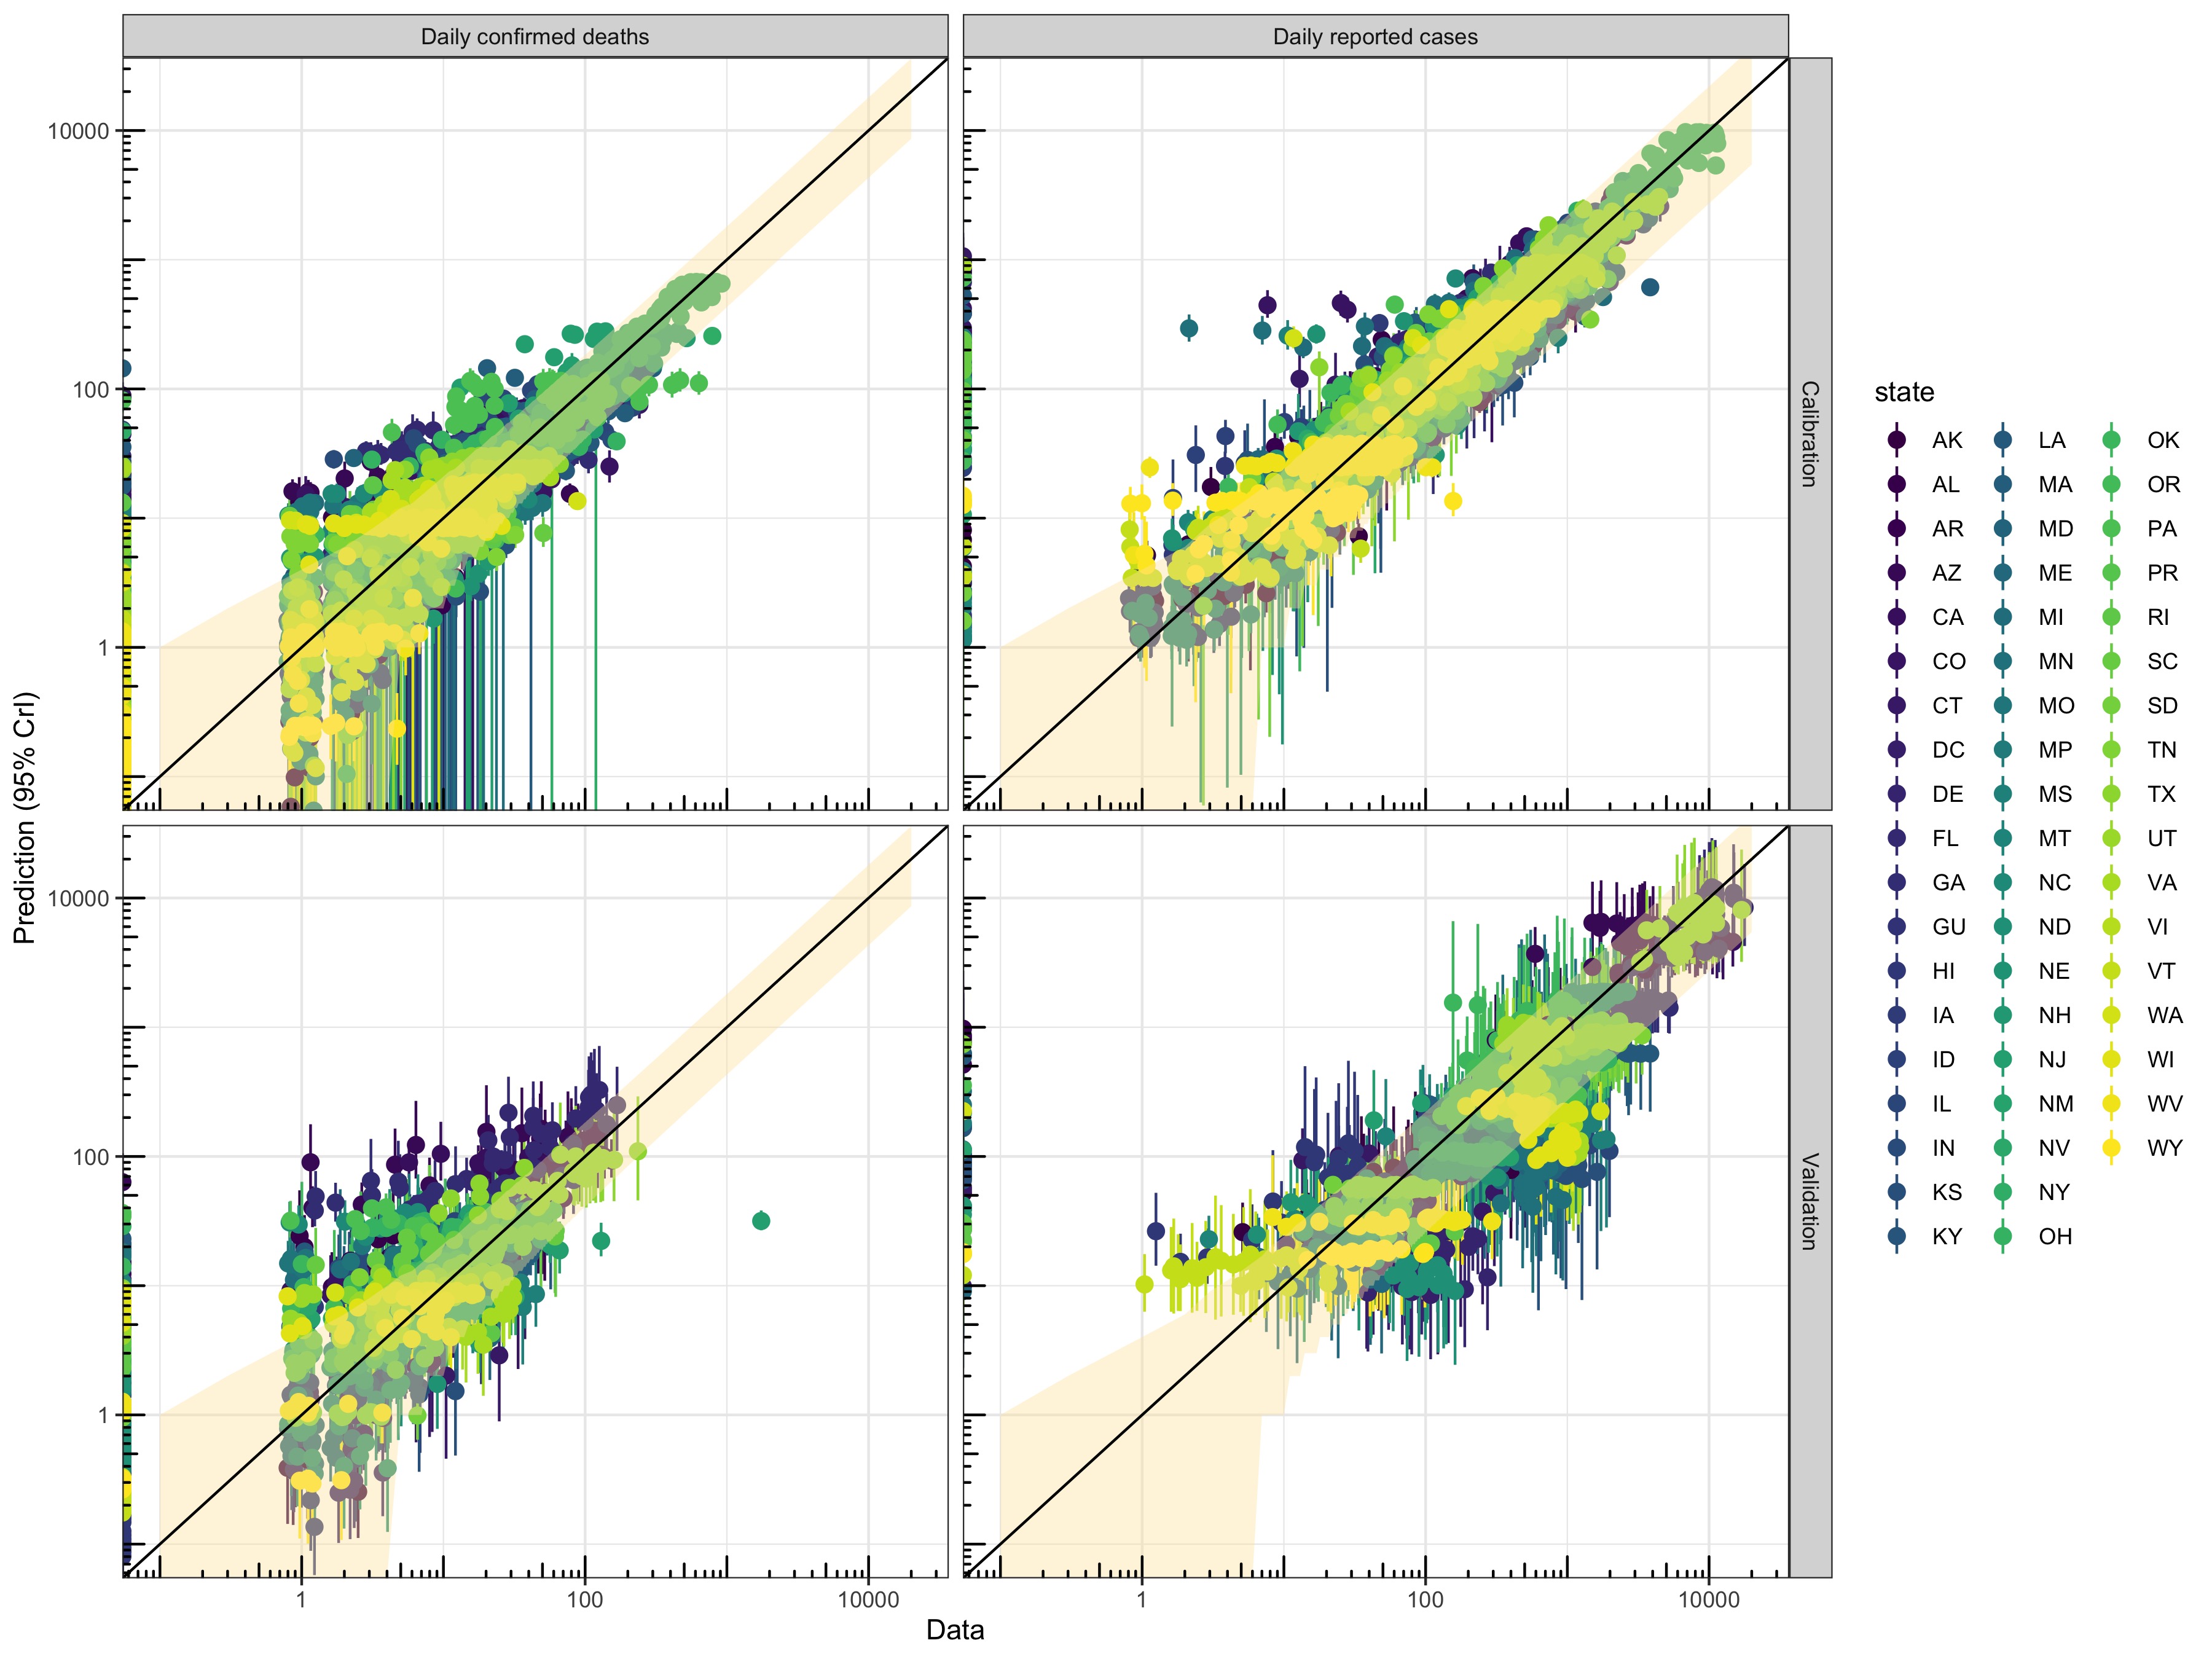 Daily confirmed deaths
Daily reported cases
Prediction (95% CrI)
10000
100
1
Calibration
10000
100
1
Validation
1
100
10000
1
100
10000
Data
state
AK
AL
AR
AZ
CA
CO
CT
DC
DE
FL
GA
GU
HI
IA
ID
IL
IN
KS
KY
LA
MA
MD
ME
MI
MN
MO
MP
MS
MT
NC
ND
NE
NH
NJ
NM
NV
NY
OH
OK
OR
PA
PR
RI
SC
SD
TN
TX
UT
VA
VI
VT
WA
WI
WV
WY